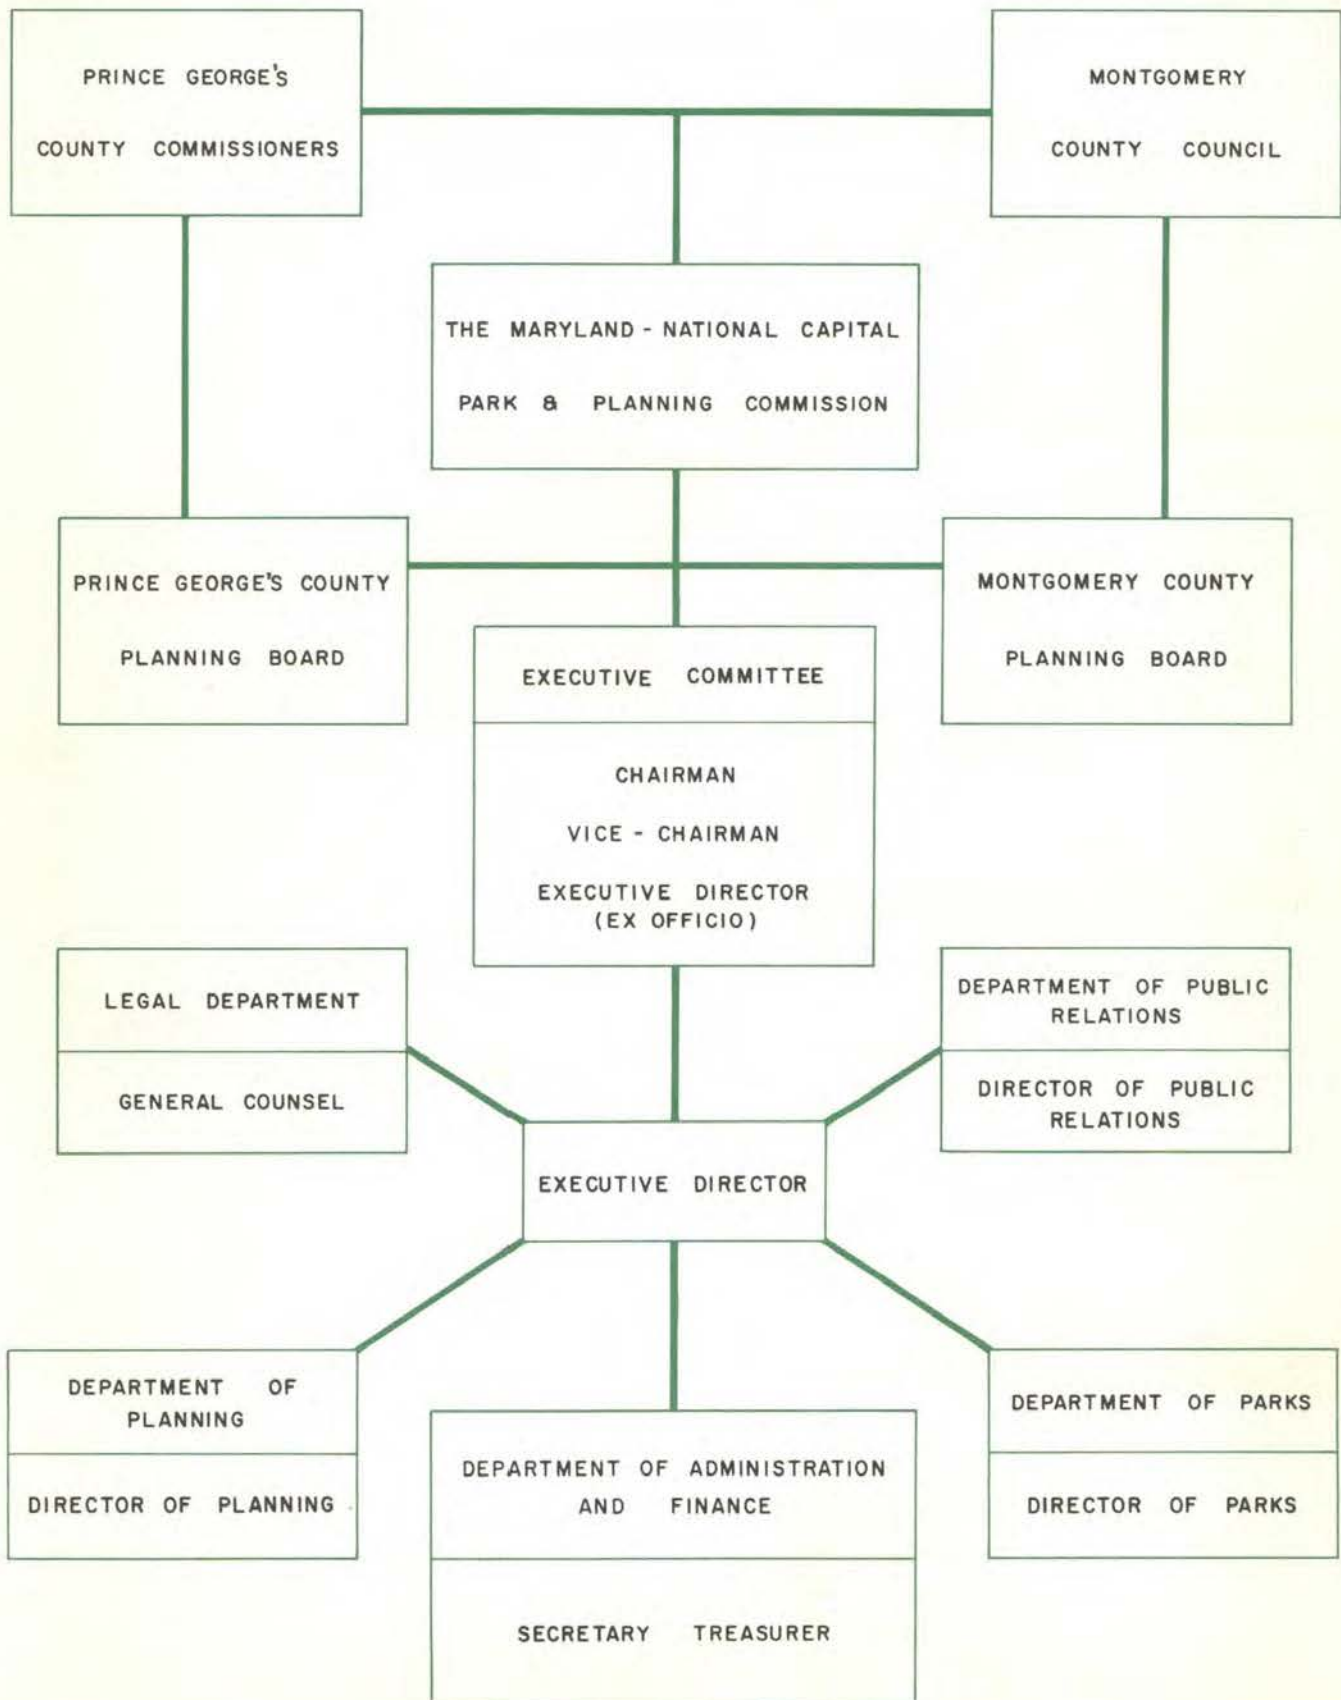 PRINCE GEORGE'S
COUNTY COMMISSIONERS
MONTGOMERY
COUNTY COUNCIL
THE MARYLAND - NATIONAL CAPITAL
PARK & PLANNING COMMISSION
PRINCE GEORGE'S COUNTY
PLANNING BOARD
MONTGOMERY COUNTY
PLANNING BOARD
EXECUTIVE COMMITTEE
CHAIRMAN
VICE - CHAIRMAN
EXECUTIVE DIRECTOR
(EX OFFICIO)
LEGAL DEPARTMENT
GENERAL COUNSEL
DEPARTMENT OF PUBLIC
RELATIONS
DIRECTOR OF PUBLIC
RELATIONS
EXECUTIVE DIRECTOR
DEPARTMENT OF
PLANNING
DIRECTOR OF PLANNING
DEPARTMENT OF ADMINISTRATION
AND FINANCE
SECRETARY TREASURER
DEPARTMENT OF PARKS
DIRECTOR OF PARKS